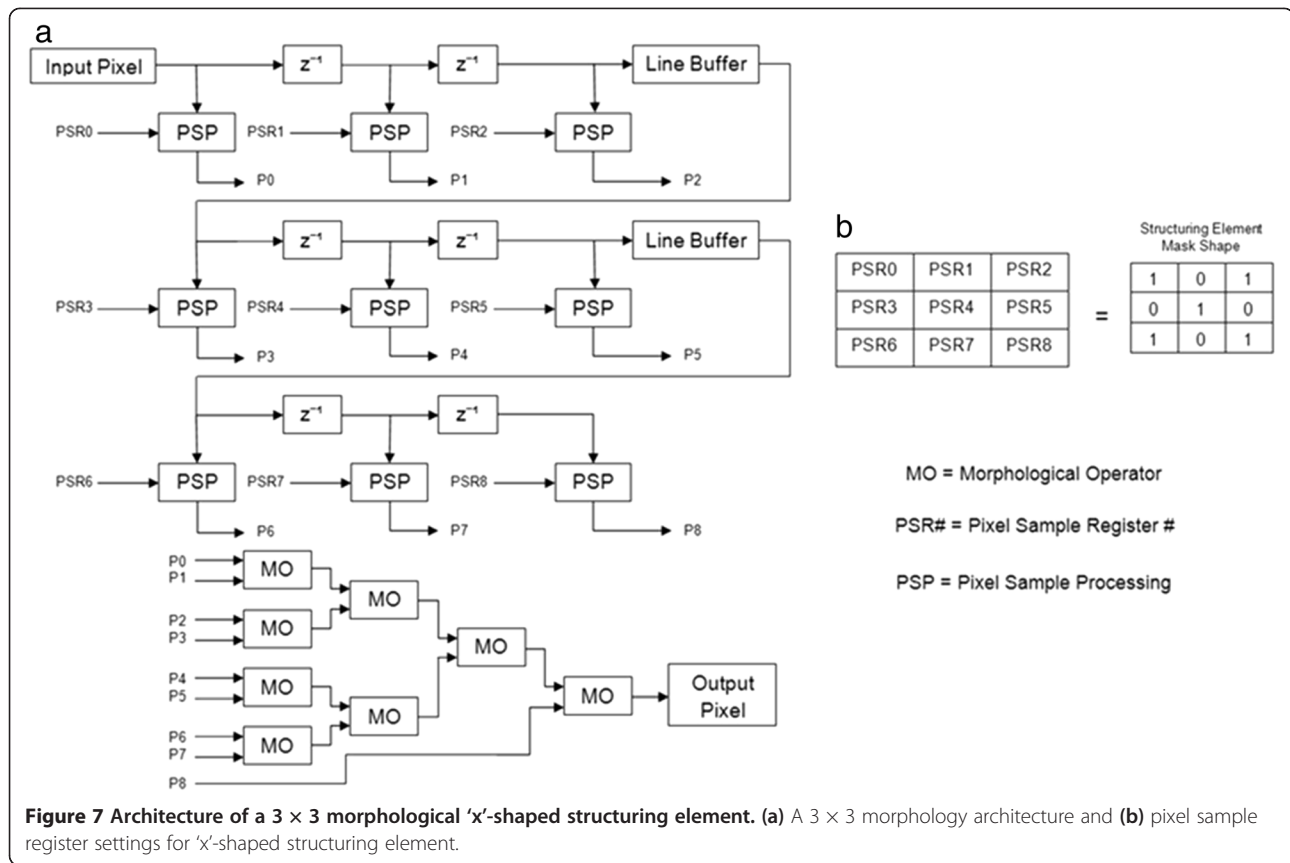 a
Input Pixel z⁻¹ z⁻¹ Line Buffer
PSR0 PSP PSR1 PSP PSR2 PSP
P0 P1 P2
z⁻¹ z⁻¹ Line Buffer
PSR3 PSP PSR4 PSP PSR5 PSP
P3 P4 P5
z⁻¹ z⁻¹
PSR6 PSP PSR7 PSP PSR8 PSP
P6 P7 P8
P0
P1
MO
MO
P2
P3
MO
MO
P4
P5
MO
MO
P6
P7
MO
MO
P8
Output
Pixel
b
Structuring Element
Mask Shape
PSR0 PSR1 PSR2
PSR3 PSR4 PSR5
PSR6 PSR7 PSR8
=
1 0 1
0 1 0
1 0 1
MO = Morphological Operator
PSR# = Pixel Sample Register #
PSP = Pixel Sample Processing
Figure 7 Architecture of a 3 × 3 morphological ‘x’-shaped structuring element. (a) A 3 × 3 morphology architecture and (b) pixel sample
register settings for ‘x’-shaped structuring element.